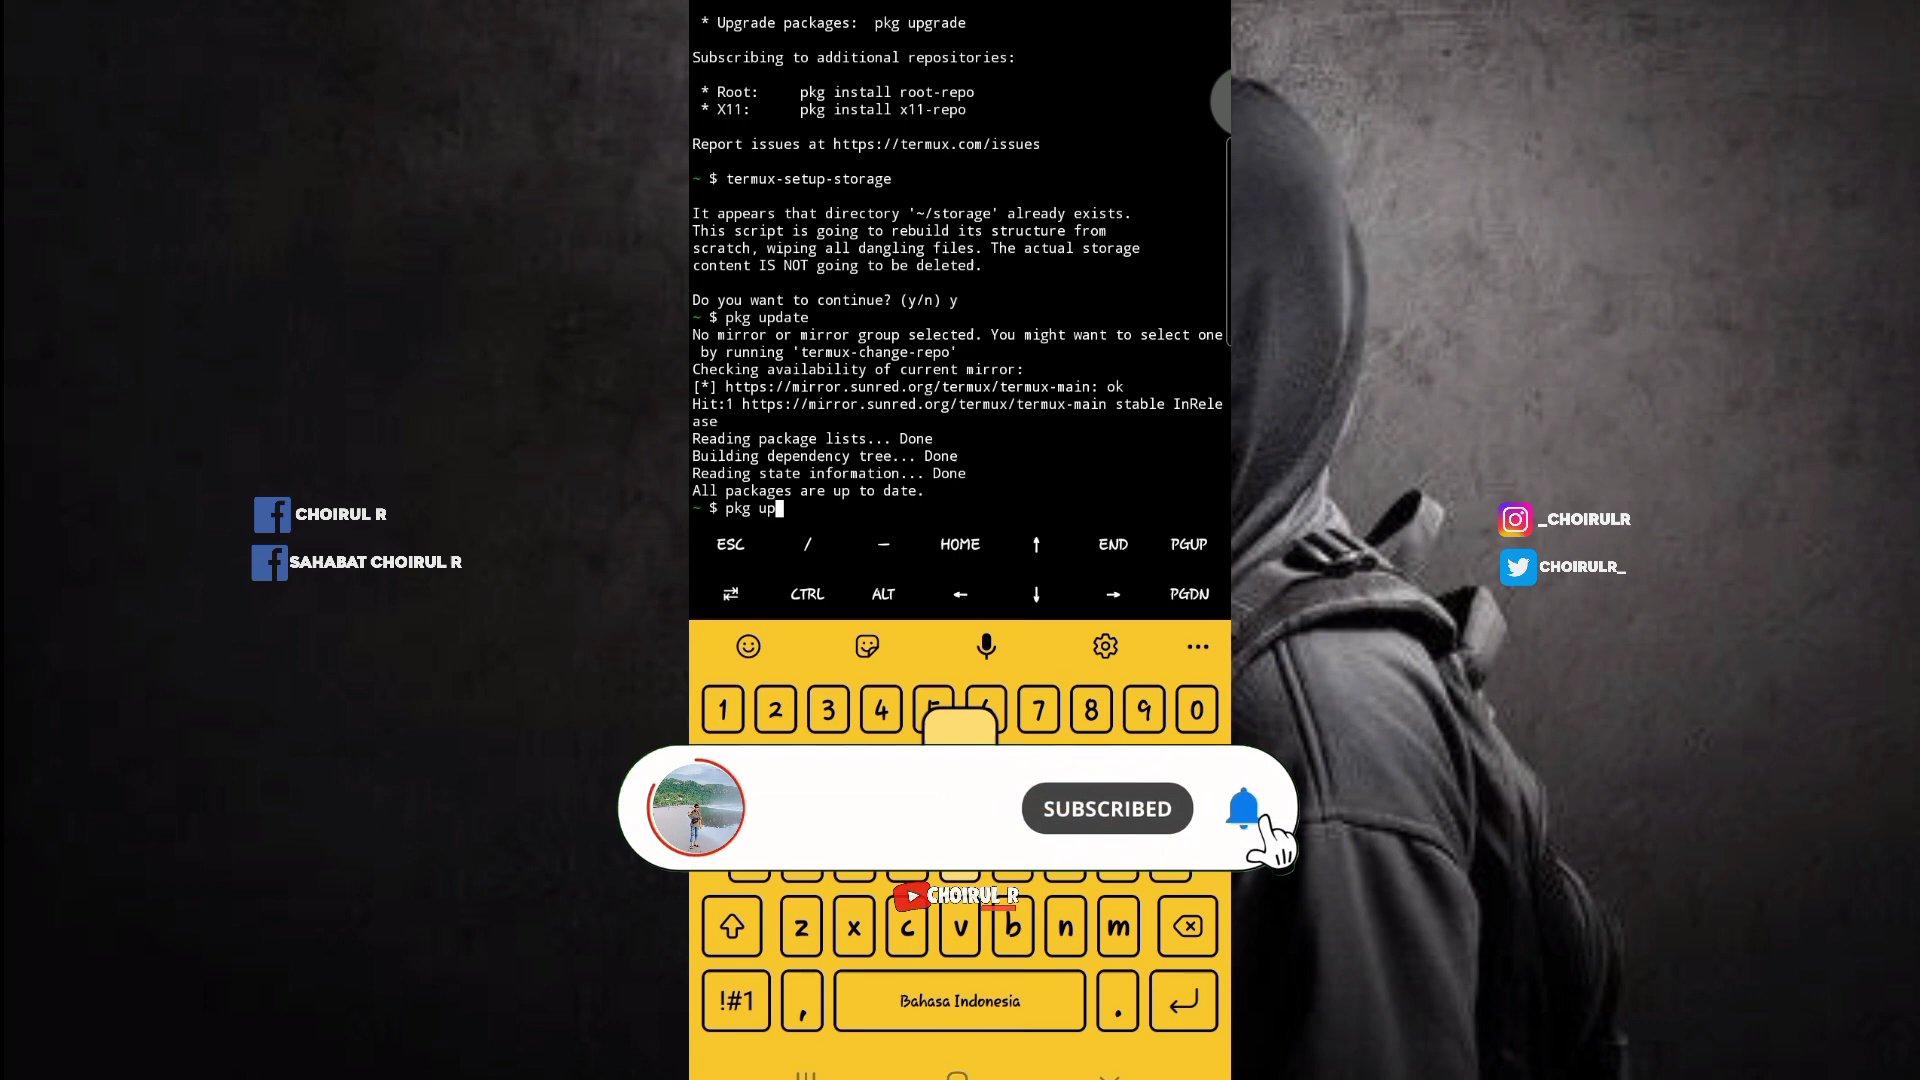 * Upgrade packages:  pkg upgrade
Subscribing to additional repositories:
* Root:     pkg install root-repo
* X11:      pkg install x11-repo
Report issues at https://termux.com/issues
~ $ termux-setup-storage
It appears that directory '~/storage' already exists.
This script is going to rebuild its structure from
scratch, wiping all dangling files. The actual storage
content IS NOT going to be deleted.
Do you want to continue? (y/n) y
~ $ pkg update
No mirror or mirror group selected. You might want to select one
by running 'termux-change-repo'
Checking availability of current mirror:
[*] https://mirror.sunred.org/termux/termux-main: ok
Hit:1 https://mirror.sunred.org/termux/termux-main stable InRele
ase
Reading package lists... Done
Building dependency tree... Done
Reading state information... Done
All packages are up to date.
~ $ pkg up
ESC / — HOME ↑ END PGUP
CTRL ALT ← ↓ → PGDN
CHOIRUL R
SAHABAT CHOIRUL R
_CHOIRULR
CHOIRULR_
1 2 3 4 7 8 9 0
SUBSCRIBED
CHOIRUL R
z x c v b n m
!#1 , Bahasa Indonesia .